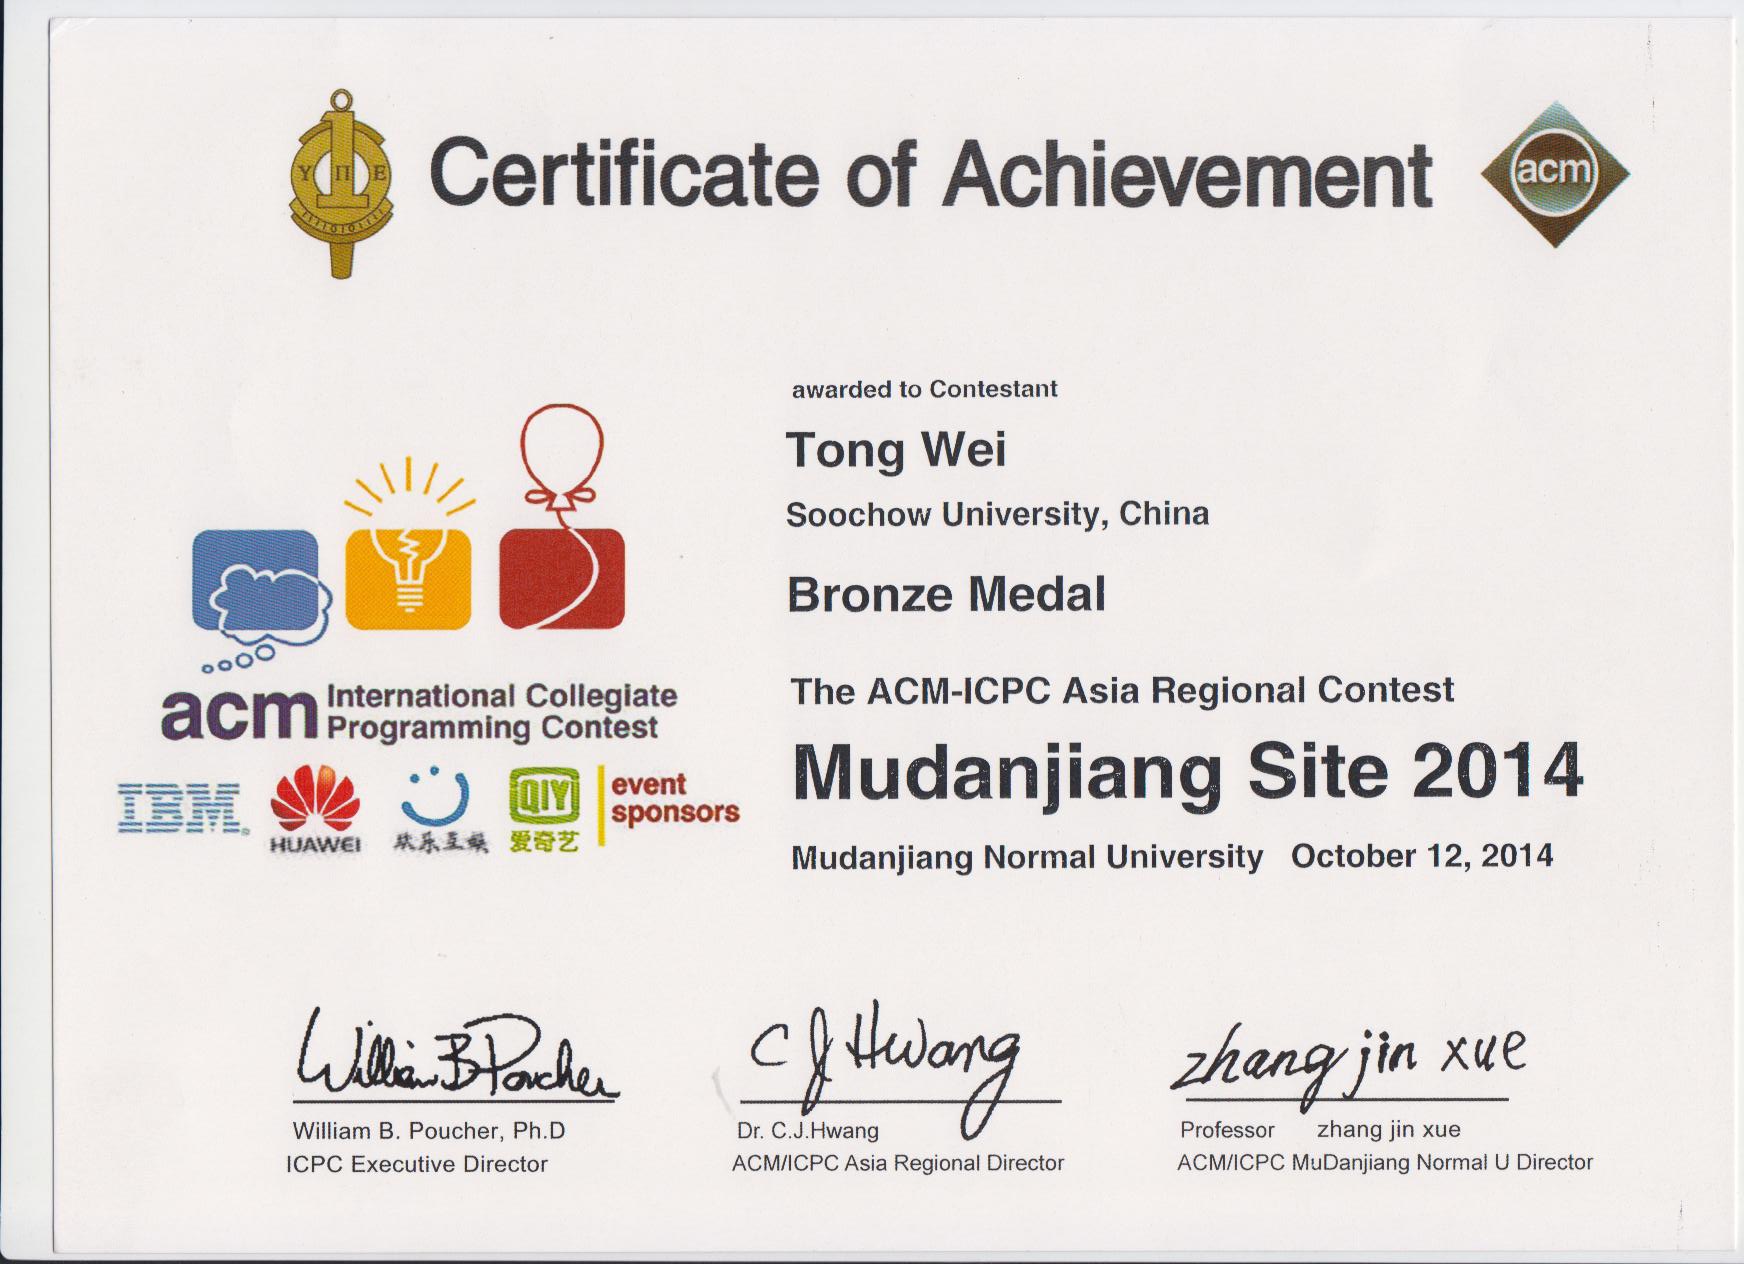 Υ Π Ε
Certificate of Achievement
acm
awarded to Contestant
Tong Wei
Soochow University, China
Bronze Medal
The ACM-ICPC Asia Regional Contest
Mudanjiang Site 2014
Mudanjiang Normal University October 12, 2014
acm International Collegiate
Programming Contest
IBM
HUAWEI
欢乐互娱
QIY
爱奇艺
event
sponsors
William B Poucher
C J Hwang
zhang jin xue
William B. Poucher, Ph.D
ICPC Executive Director
Dr. C.J.Hwang
ACM/ICPC Asia Regional Director
Professor zhang jin xue
ACM/ICPC MuDanjiang Normal U Director